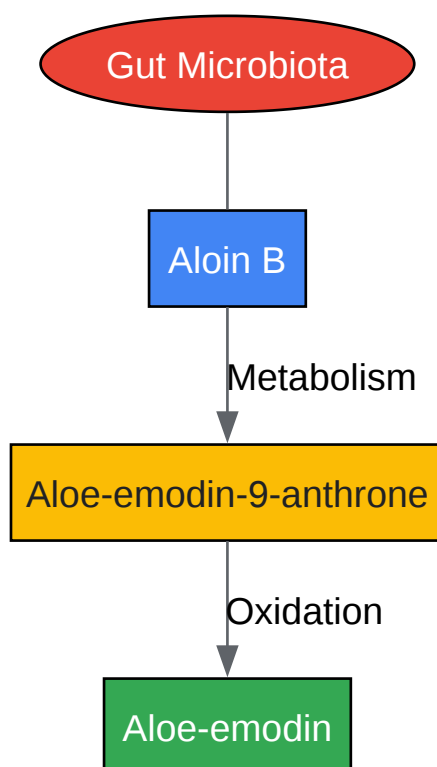 Gut Microbiota
Aloin B
Metabolism
Aloe-emodin-9-anthrone
Oxidation
Aloe-emodin